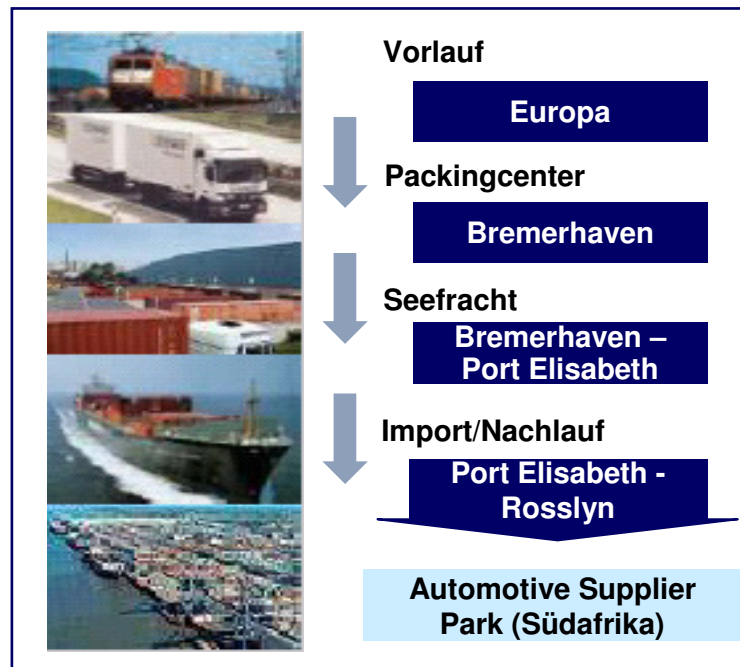 Vorlauf
Europa
Packingcenter
Bremerhaven
Seefracht
Bremerhaven –
Port Elisabeth
Import/Nachlauf
Port Elisabeth -
Rosslyn
Automotive Supplier
Park (Südafrika)